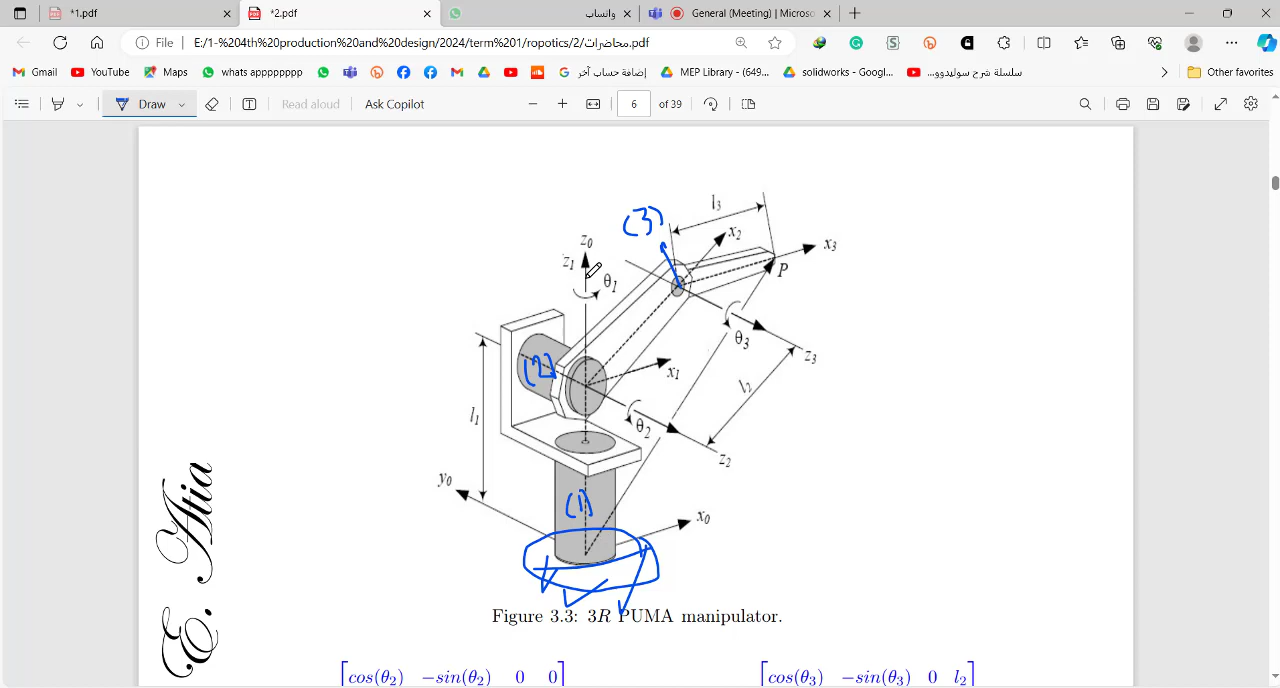 *1.pdf
*2.pdf
واتساب
General (Meeting) | Microso
File
E:/1-%204th%20production%20and%20design/2024/term%201/ropotics/2/محاضرات.pdf
Gmail
YouTube
Maps
whats apppppppp
إضافة حساب آخر
MEP Library - (649...
solidworks - Googl...
سلسلة شرح سوليدوو...
Other favorites
Draw
Read aloud
Ask Copilot
6
of 39
l₃
(3)
x₂
z₀
x₃
z₁
θ₁
P
θ₃
z₃
(2)
x₁
l₂
l₁
θ₂
z₂
y₀
(1)
x₀
E. Atia
Figure 3.3: 3R PUMA manipulator.
cos(θ₂) −sin(θ₂) 0 0
cos(θ₃) −sin(θ₃) 0 l₂